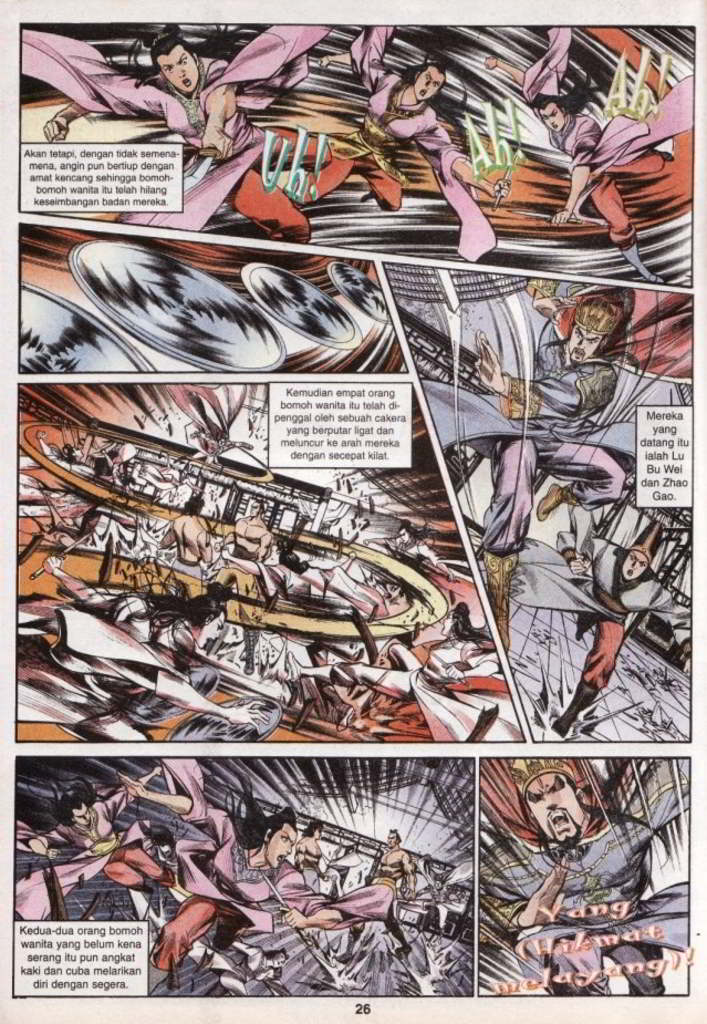 Akan tetapi, dengan tidak semena-
mena, angin pun bertiup dengan
amat kencang sehingga bomoh-
bomoh wanita itu telah hilang
keseimbangan badan mereka.
Uh!
Ah!
Ah!
Kemudian empat orang
bomoh wanita itu telah di-
penggal oleh sebuah cakera
yang berputar ligat dan
meluncur ke arah mereka
dengan secepat kilat.
Mereka
yang
datang itu
ialah Lu
Bu Wei
dan Zhao
Gao.
Kedua-dua orang bomoh
wanita yang belum kena
serang itu pun angkat
kaki dan cuba melarikan
diri dengan segera.
Yang
(Hikmat
melayang)!
26